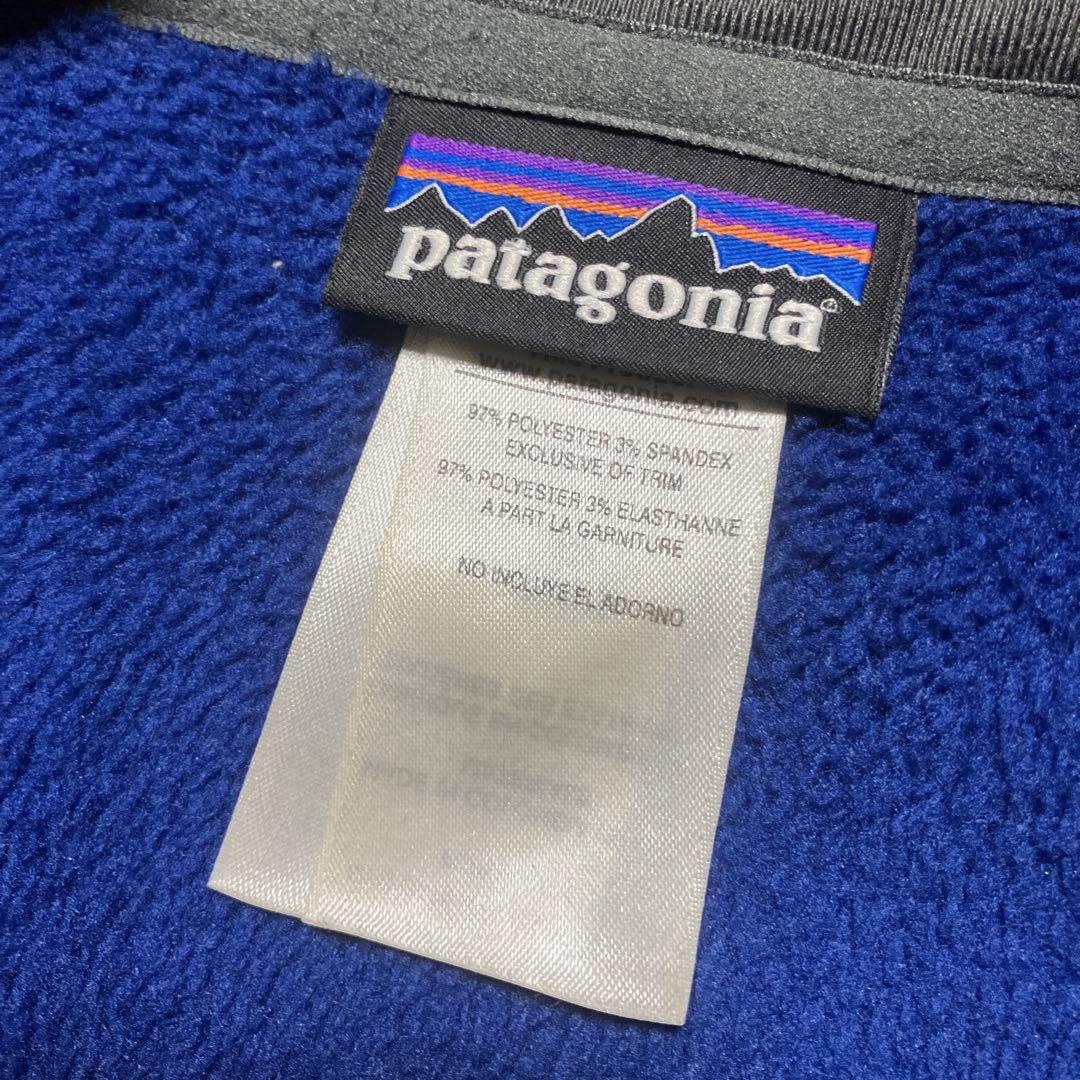 patagonia®
www.patagonia.com
97% POLYESTER 3% SPANDEX
EXCLUSIVE OF TRIM
97% POLYESTER 3% ELASTHANNE
A PART LA GARNITURE
NO INCLUYE EL ADORNO